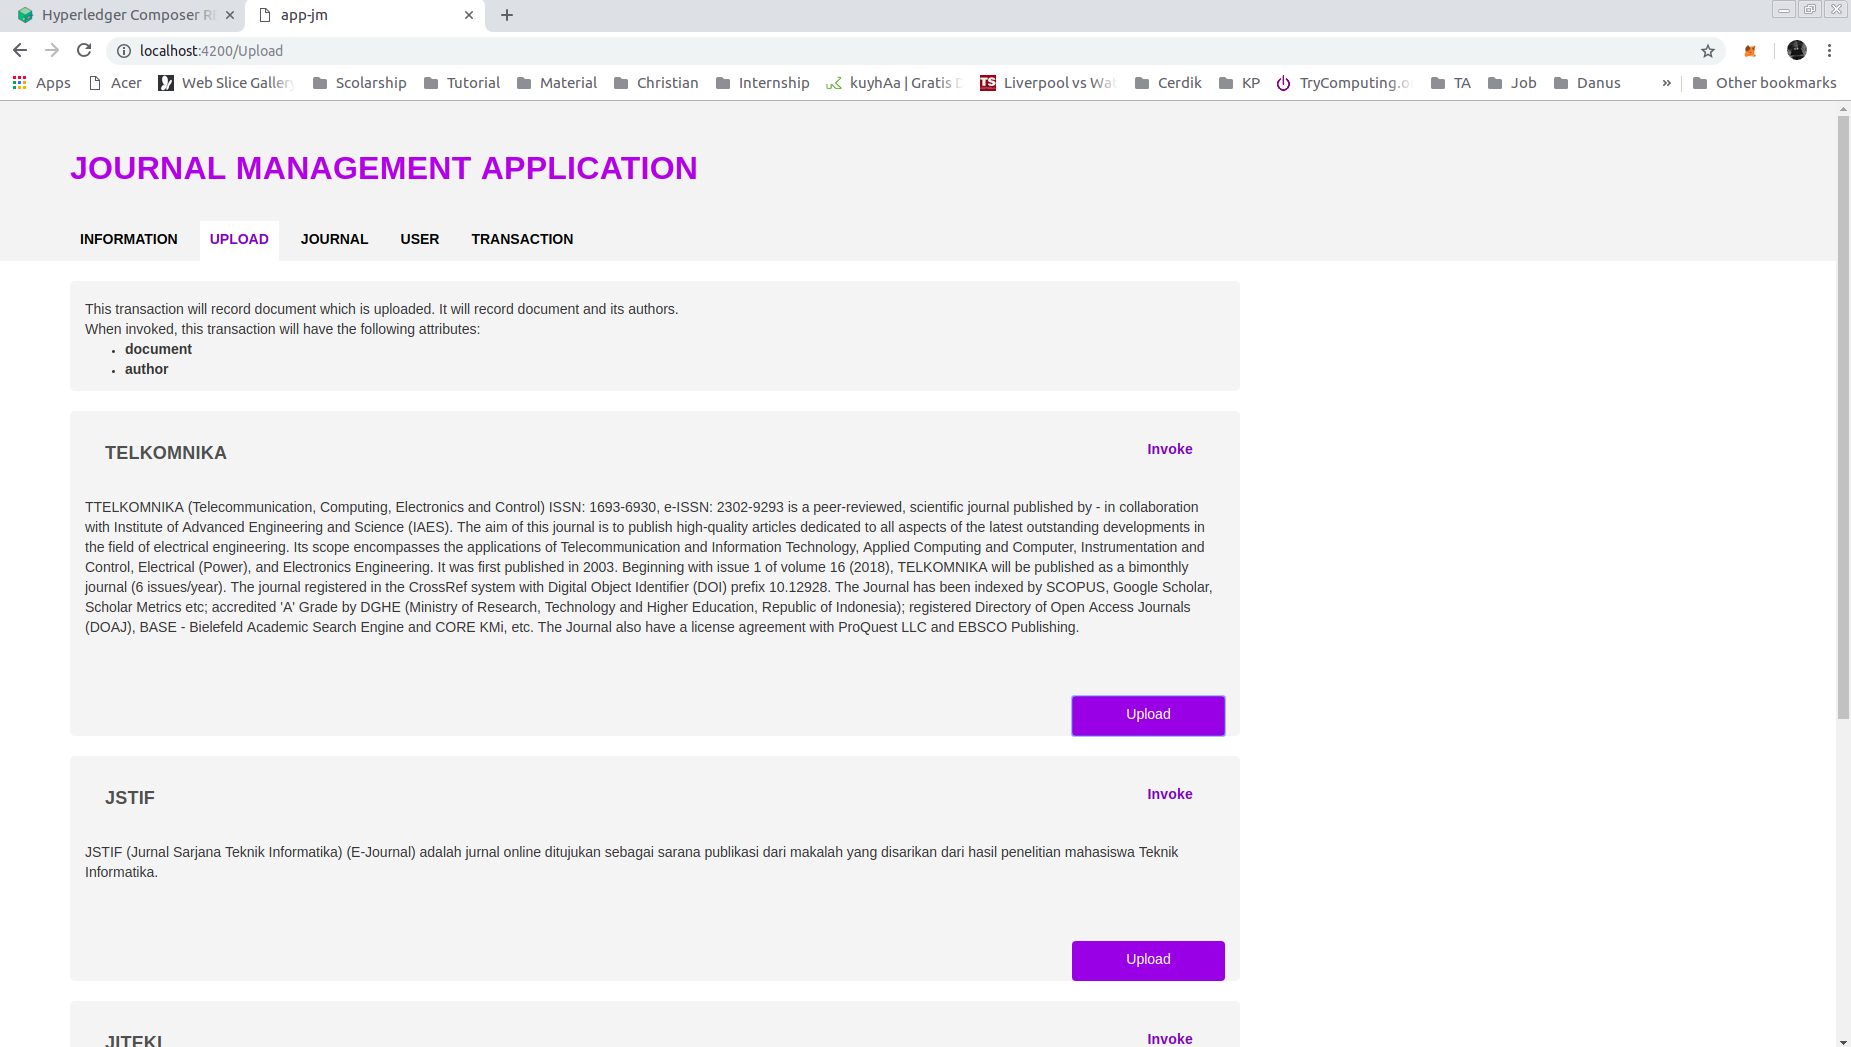 Hyperledger Composer RE
app-jm
localhost:4200/Upload
Apps
Acer
Web Slice Gallery
Scolarship
Tutorial
Material
Christian
Internship
kuyhAa | Gratis D
TS
Liverpool vs Wat
Cerdik
KP
TryComputing.o
TA
Job
Danus
»
Other bookmarks
JOURNAL MANAGEMENT APPLICATION
INFORMATION
UPLOAD
JOURNAL
USER
TRANSACTION
This transaction will record document which is uploaded. It will record document and its authors.
When invoked, this transaction will have the following attributes:
• document
• author
TELKOMNIKA
Invoke
TTELKOMNIKA (Telecommunication, Computing, Electronics and Control) ISSN: 1693-6930, e-ISSN: 2302-9293 is a peer-reviewed, scientific journal published by - in collaboration
with Institute of Advanced Engineering and Science (IAES). The aim of this journal is to publish high-quality articles dedicated to all aspects of the latest outstanding developments in
the field of electrical engineering. Its scope encompasses the applications of Telecommunication and Information Technology, Applied Computing and Computer, Instrumentation and
Control, Electrical (Power), and Electronics Engineering. It was first published in 2003. Beginning with issue 1 of volume 16 (2018), TELKOMNIKA will be published as a bimonthly
journal (6 issues/year). The journal registered in the CrossRef system with Digital Object Identifier (DOI) prefix 10.12928. The Journal has been indexed by SCOPUS, Google Scholar,
Scholar Metrics etc; accredited 'A' Grade by DGHE (Ministry of Research, Technology and Higher Education, Republic of Indonesia); registered Directory of Open Access Journals
(DOAJ), BASE - Bielefeld Academic Search Engine and CORE KMi, etc. The Journal also have a license agreement with ProQuest LLC and EBSCO Publishing.
Upload
JSTIF
Invoke
JSTIF (Jurnal Sarjana Teknik Informatika) (E-Journal) adalah jurnal online ditujukan sebagai sarana publikasi dari makalah yang disarikan dari hasil penelitian mahasiswa Teknik
Informatika.
Upload
JITEKI
Invoke